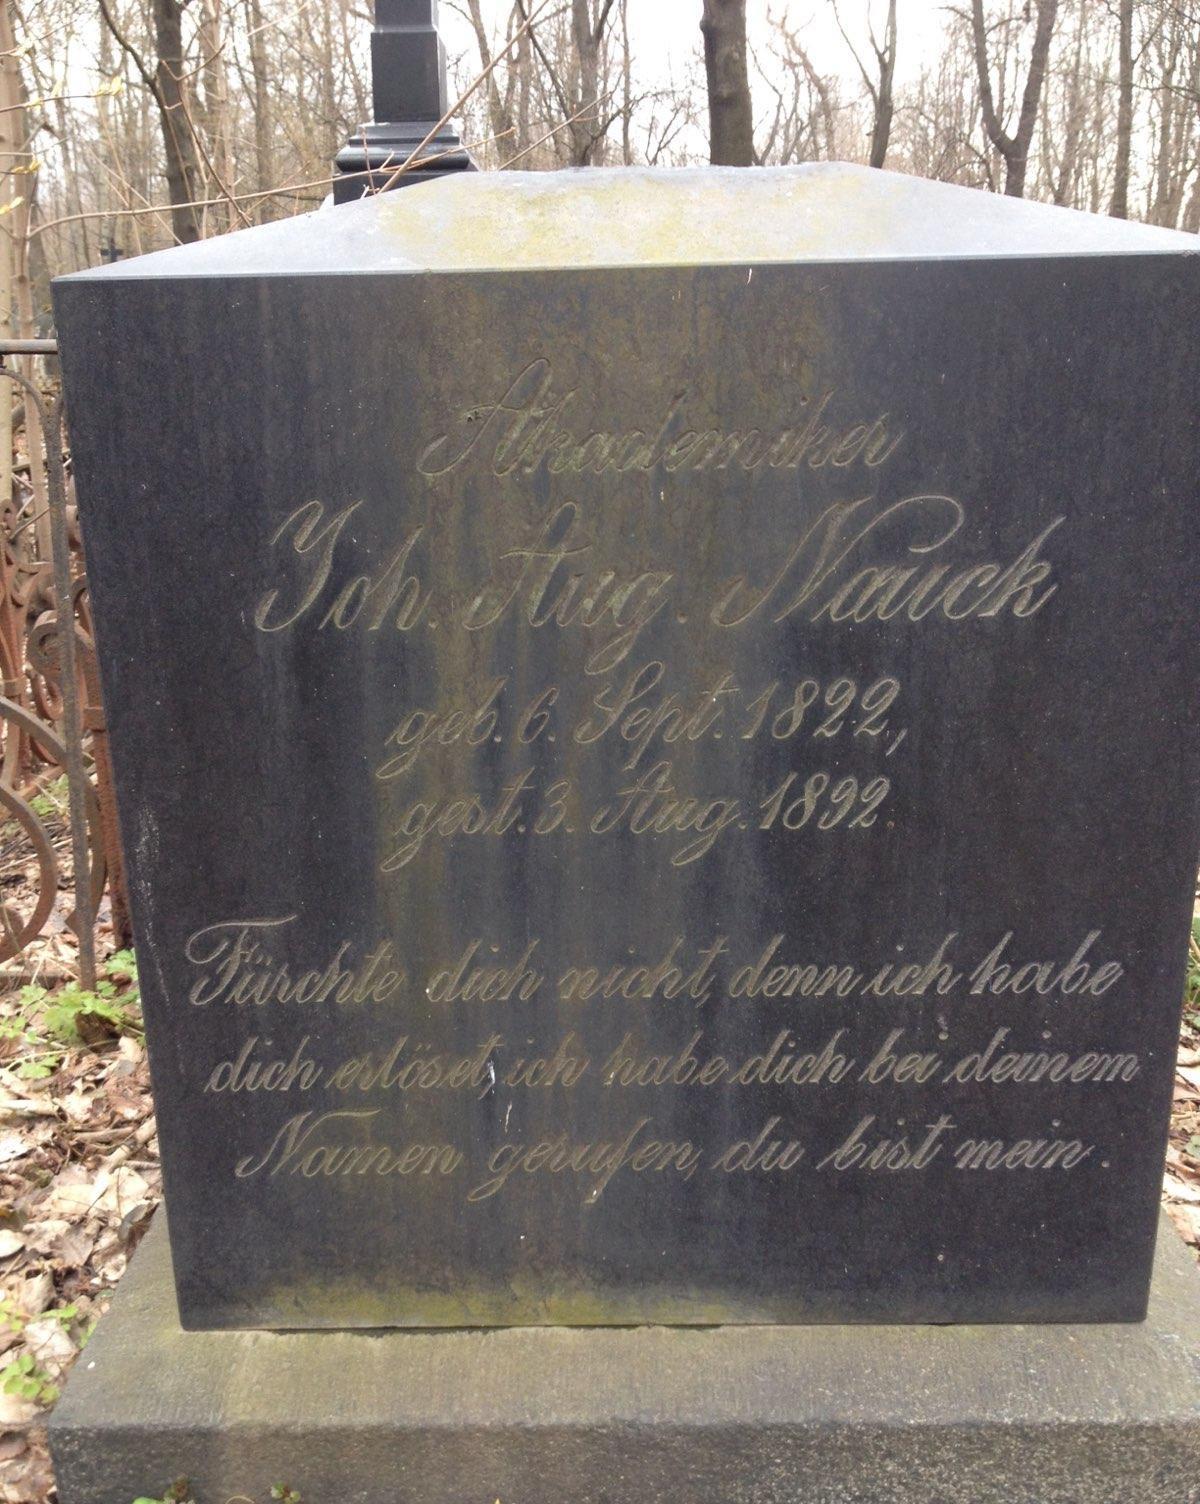 Akademiker
Joh. Aug. Nauck
geb. 6. Sept. 1822,
gest. 3. Aug. 1892.
Fürchte dich nicht, denn ich habe
dich erlöset, ich habe dich bei deinem
Namen gerufen, du bist mein.